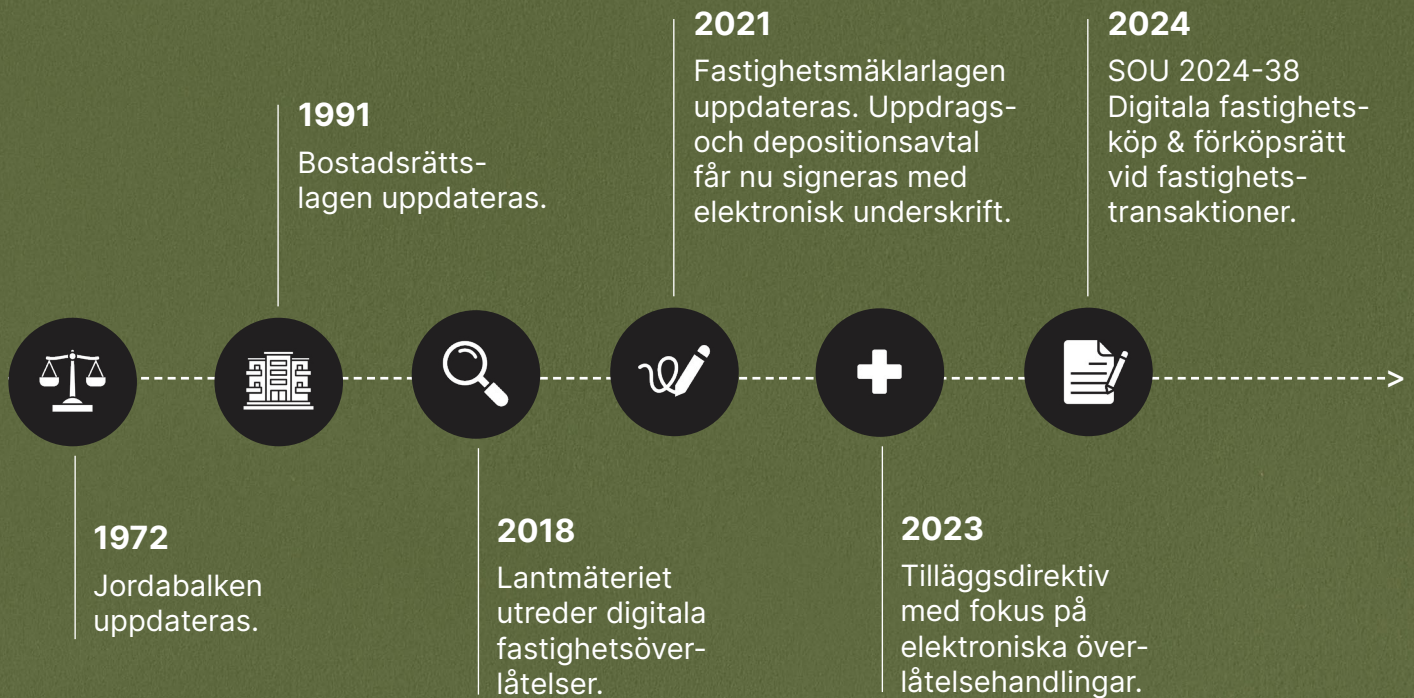 1972
Jordabalken
uppdateras.
1991
Bostadsrätts-
lagen uppdateras.
2018
Lantmäteriet
utreder digitala
fastighetsöver-
låtelser.
2021
Fastighetsmäklarlagen
uppdateras. Uppdrags-
och depositionsavtal
får nu signeras med
elektronisk underskrift.
2023
Tilläggsdirektiv
med fokus på
elektroniska över-
låtelsehandlingar.
2024
SOU 2024-38
Digitala fastighets-
köp & förköpsrätt
vid fastighets-
transaktioner.